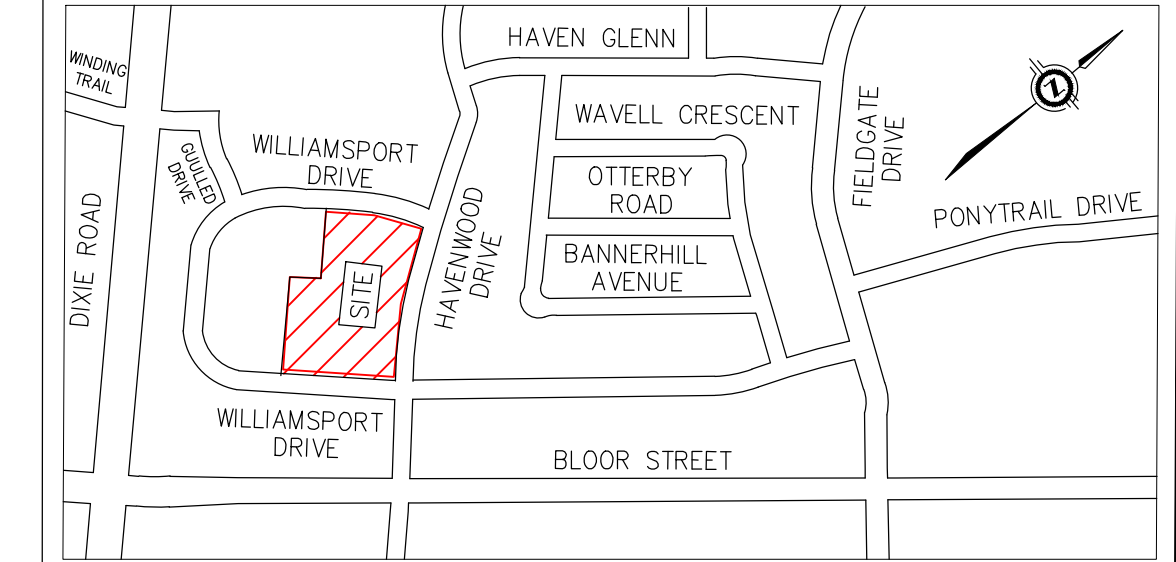 HAVEN GLENN
WINDING
TRAIL
WAVELL CRESCENT
FIELDGATE
DRIVE
WILLIAMSPORT
DRIVE
GUULLED
DRIVE
OTTERBY
ROAD
PONYTRAIL DRIVE
DIXIE ROAD
HAVENWOOD
DRIVE
BANNERHILL
AVENUE
SITE
WILLIAMSPORT
DRIVE
BLOOR STREET
Z